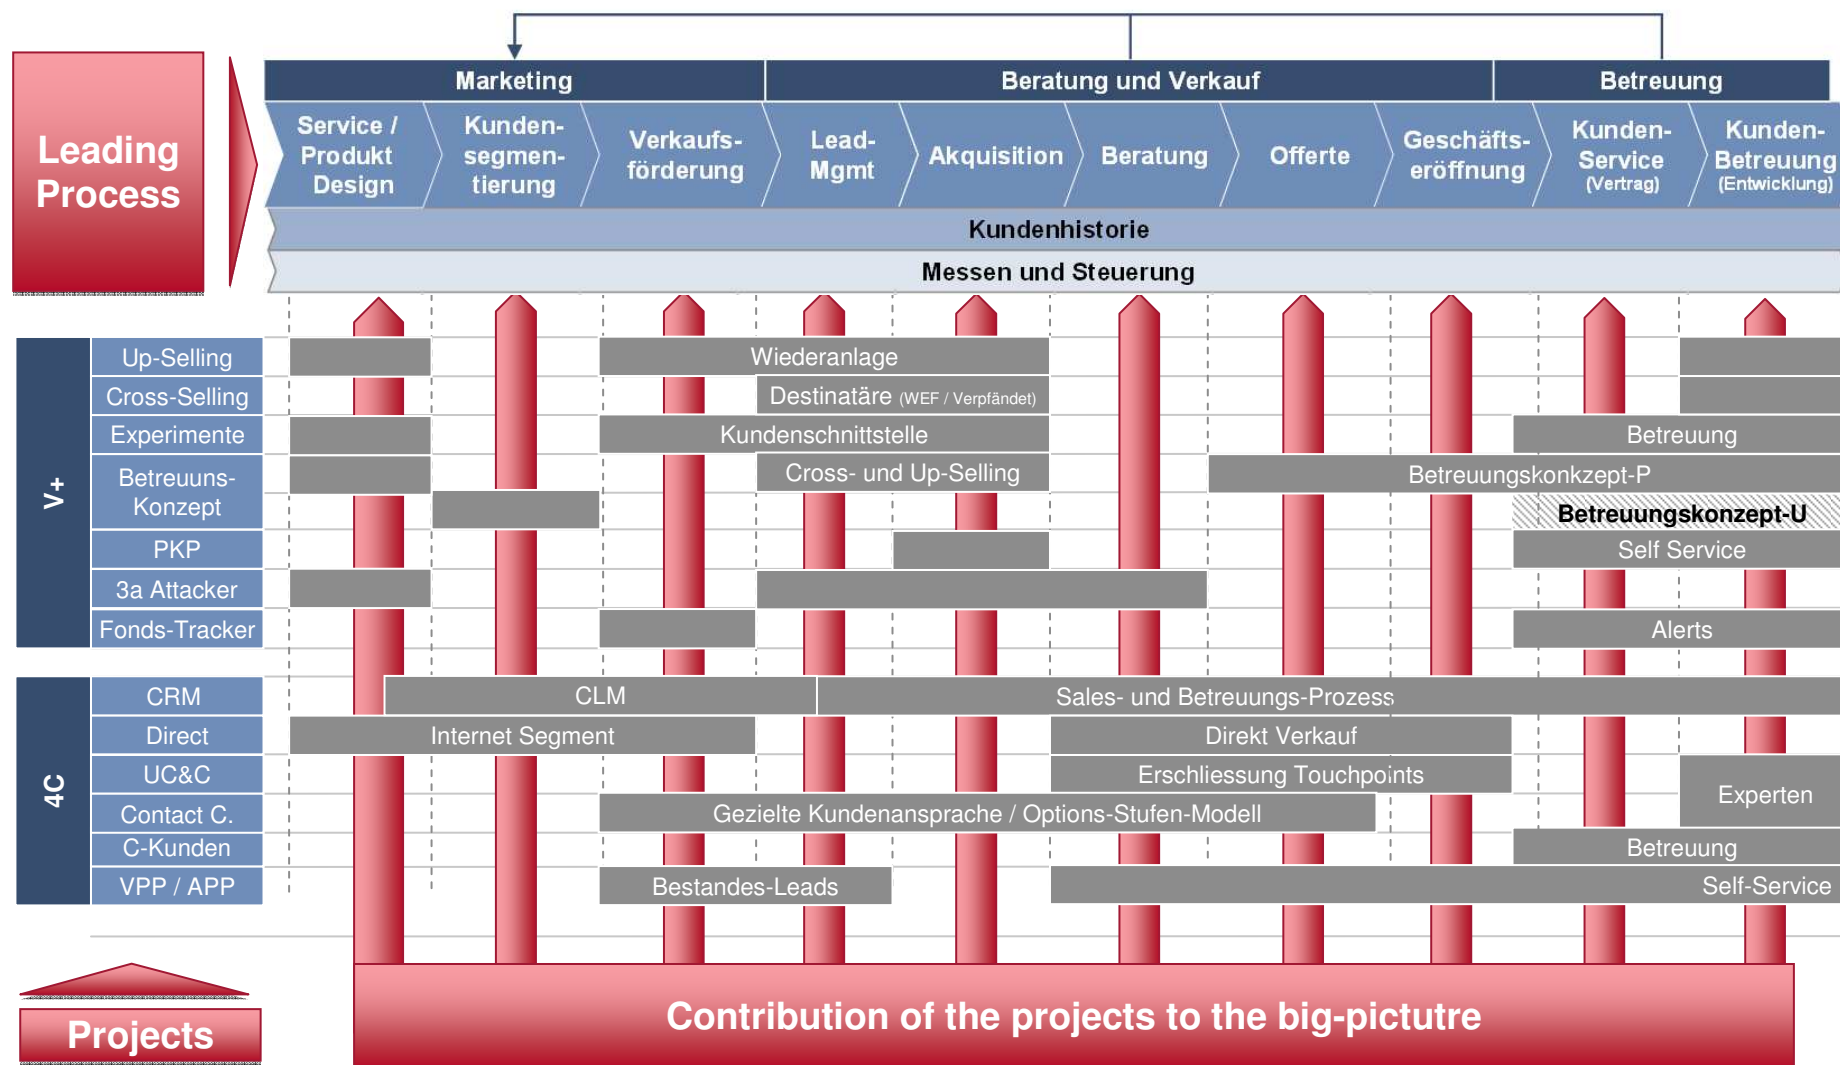 Leading
Process
Marketing
Beratung und Verkauf
Betreuung
Service /
Produkt
Design
Kunden-
segmen-
tierung
Verkaufs-
förderung
Lead-
Mgmt
Akquisition
Beratung
Offerte
Geschäfts-
eröffnung
Kunden-
Service
(Vertrag)
Kunden-
Betreuung
(Entwicklung)
Kundenhistorie
Messen und Steuerung
V+
Up-Selling
Wiederanlage
Cross-Selling
Destinatäre (WEF / Verpfändet)
Experimente
Kundenschnittstelle
Betreuung
Betreuuns-
Konzept
Cross- und Up-Selling
Betreuungskonkzept-P
Betreuungskonzept-U
PKP
Self Service
3a Attacker
Fonds-Tracker
Alerts
4C
CRM
CLM
Sales- und Betreuungs-Prozess
Direct
Internet Segment
Direkt Verkauf
UC&C
Erschliessung Touchpoints
Experten
Contact C.
Gezielte Kundenansprache / Options-Stufen-Modell
C-Kunden
Betreuung
VPP / APP
Bestandes-Leads
Self-Service
Projects
Contribution of the projects to the big-pictutre